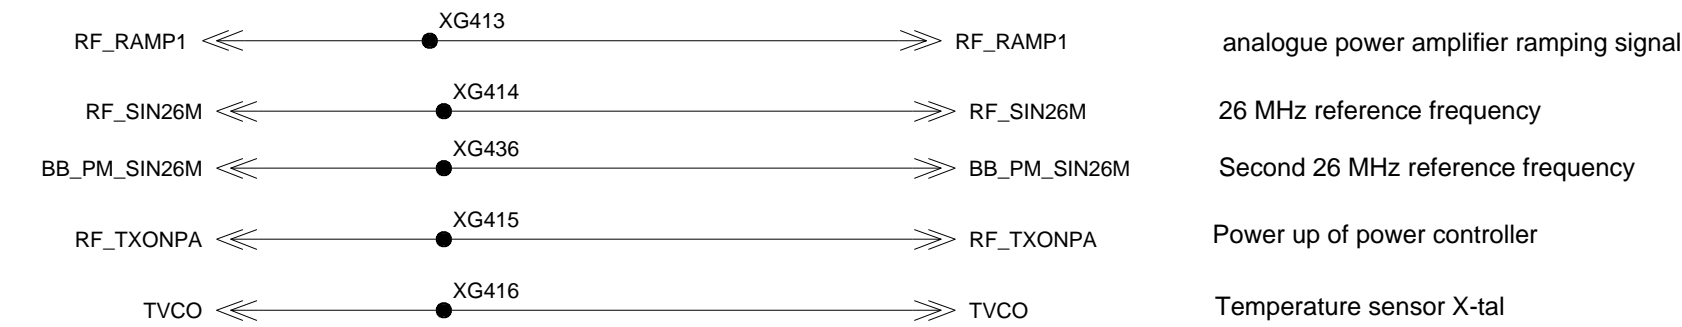 XG413
RF_RAMP1 RF_RAMP1 analogue power amplifier ramping signal
XG414
RF_SIN26M RF_SIN26M 26 MHz reference frequency
XG436
BB_PM_SIN26M BB_PM_SIN26M Second 26 MHz reference frequency
XG415
RF_TXONPA RF_TXONPA Power up of power controller
XG416
TVCO TVCO Temperature sensor X-tal